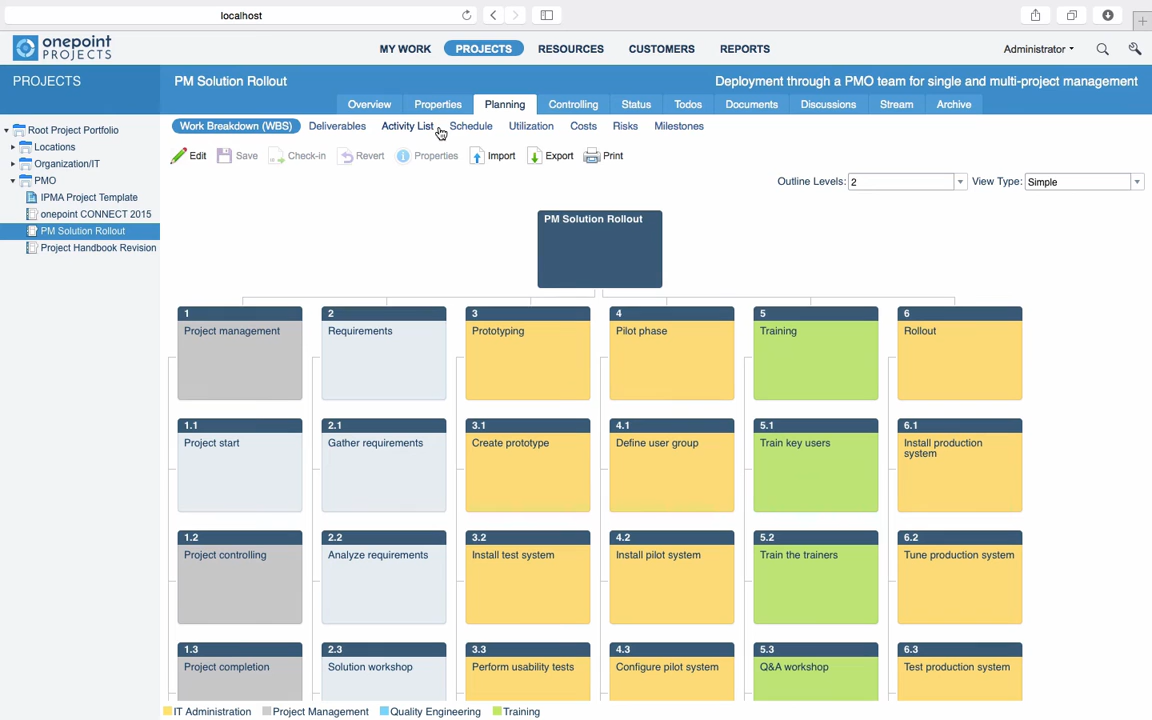 localhost
onepoint
PROJECTS
MY WORK PROJECTS RESOURCES CUSTOMERS REPORTS
Administrator
PROJECTS
PM Solution Rollout
Deployment through a PMO team for single and multi-project management
Overview Properties Planning Controlling Status Todos Documents Discussions Stream Archive
Work Breakdown (WBS) Deliverables Activity List Schedule Utilization Costs Risks Milestones
Edit Save Check-in Revert Properties Import Export Print
Outline Levels: 2 View Type: Simple
Root Project Portfolio
Locations
Organization/IT
PMO
IPMA Project Template
onepoint CONNECT 2015
PM Solution Rollout
Project Handbook Revision
PM Solution Rollout
1 2 3 4 5 6
Project management Requirements Prototyping Pilot phase Training Rollout
1.1 2.1 3.1 4.1 5.1 6.1
Project start Gather requirements Create prototype Define user group Train key users Install production
system
1.2 2.2 3.2 4.2 5.2 6.2
Project controlling Analyze requirements Install test system Install pilot system Train the trainers Tune production system
1.3 2.3 3.3 4.3 5.3 6.3
Project completion Solution workshop Perform usability tests Configure pilot system Q&A workshop Test production system
IT Administration Project Management Quality Engineering Training